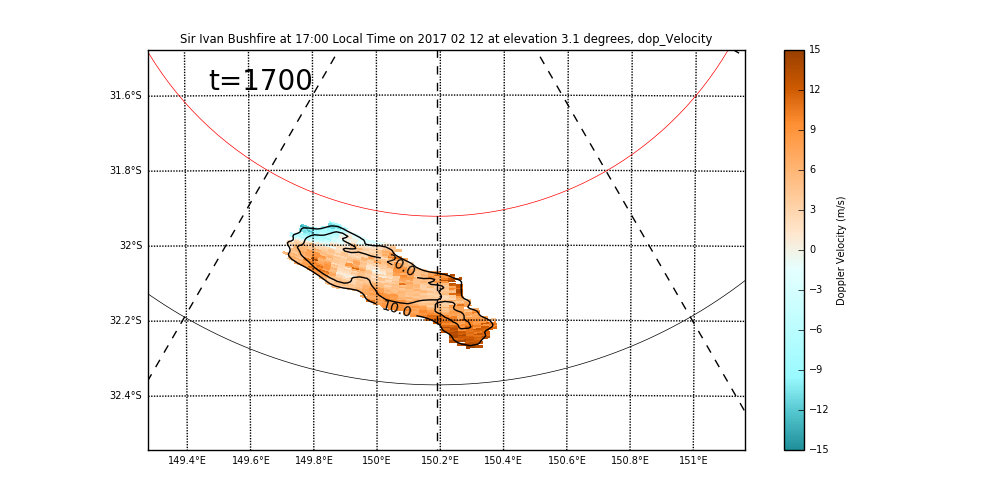 Sir Ivan Bushfire at 17:00 Local Time on 2017 02 12 at elevation 3.1 degrees, dop_Velocity
t=1700
31.6°S
31.8°S
32°S
32.2°S
32.4°S
20.0
10.0
149.4°E 149.6°E 149.8°E 150°E 150.2°E 150.4°E 150.6°E 150.8°E 151°E
15
12
9
6
3
0
−3
−6
−9
−12
−15
Doppler Velocity (m/s)